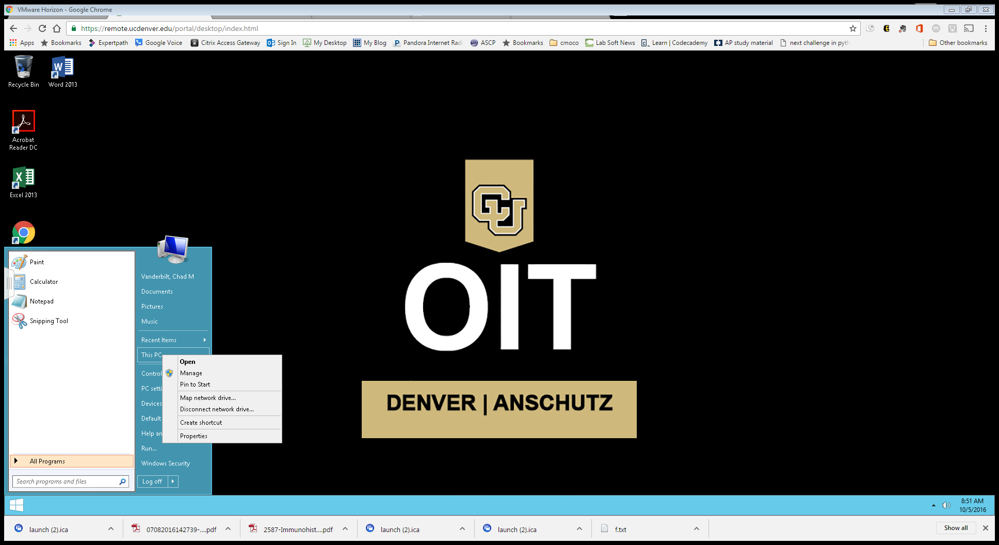 VMware Horizon - Google Chrome
https://remote.ucdenver.edu/portal/desktop/index.html
Apps Bookmarks Expertpath Google Voice Citrix Access Gateway Sign In My Desktop My Blog Pandora Internet Radi ASCP Bookmarks cmoco Lab Soft News Learn | Codecademy AP study material next challenge in pyth Other bookmarks
Recycle Bin
Word 2013
Acrobat
Reader DC
Excel 2013
Paint
Calculator
Notepad
Snipping Tool
All Programs
Search programs and files
Vanderbilt, Chad M
Documents
Pictures
Music
Recent Items
This PC
Control
PC setti
Devices
Default
Help an
Run...
Windows Security
Log off
Open
Manage
Pin to Start
Map network drive...
Disconnect network drive...
Create shortcut
Properties
CU
OIT
DENVER | ANSCHUTZ
8:51 AM
10/5/2016
launch (2).ica
07082016142739-....pdf
2587-Immunohist....pdf
launch (2).ica
launch (2).ica
f.txt
Show all